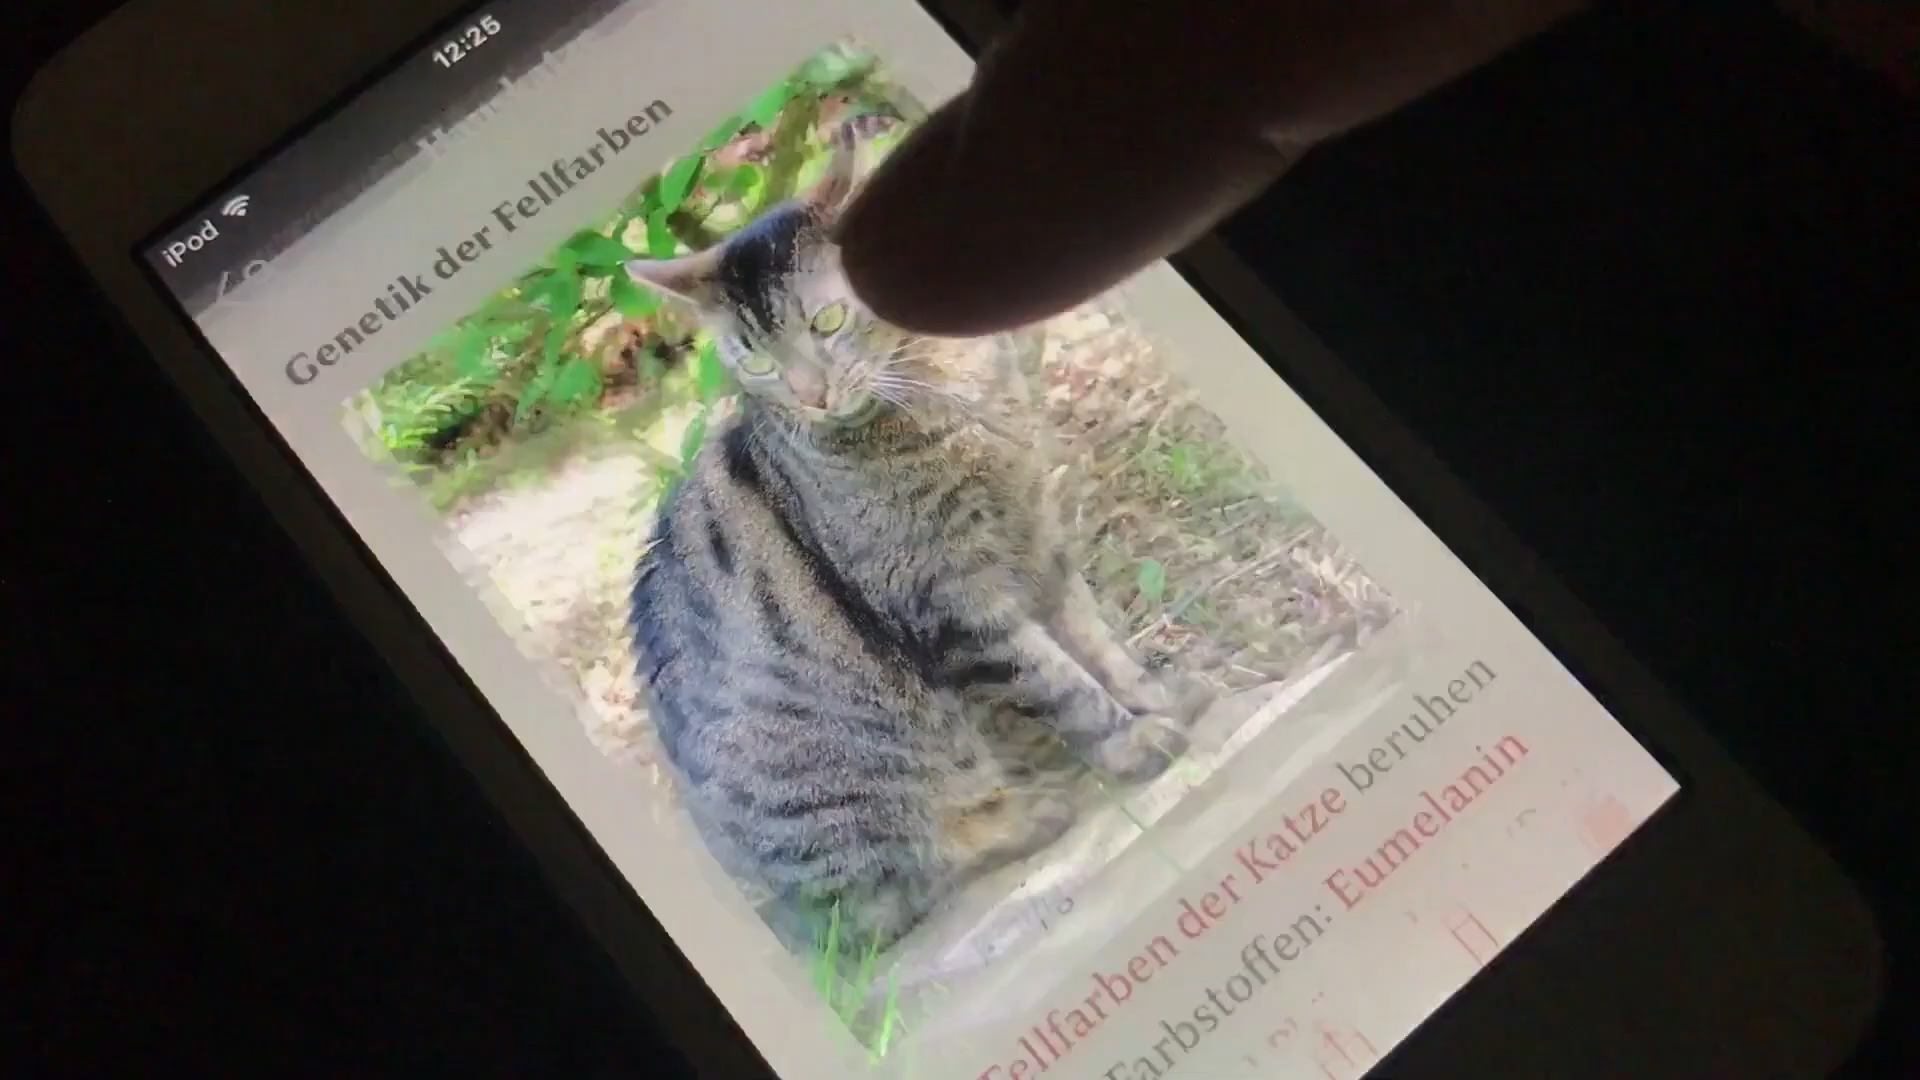 iPod 12:25
Genetik der Fellfarben
Fellfarben der Katze beruhen
Farbstoffen: Eumelanin